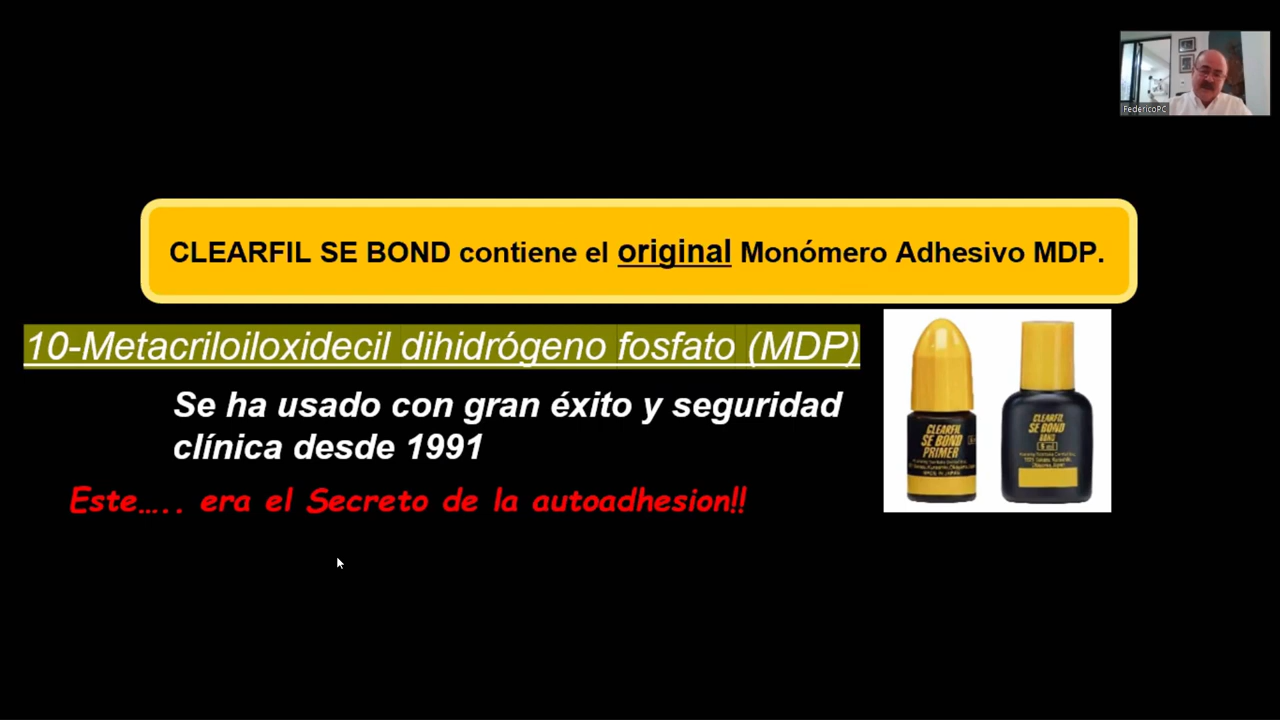 FedericoPC
CLEARFIL SE BOND contiene el original Monómero Adhesivo MDP.
10-Metacriloiloxidecil dihidrógeno fosfato (MDP)
Se ha usado con gran éxito y seguridad
clínica desde 1991
Este….. era el Secreto de la autoadhesion!!
CLEARFIL
SE BOND
PRIMER
CLEARFIL
SE BOND
BOND